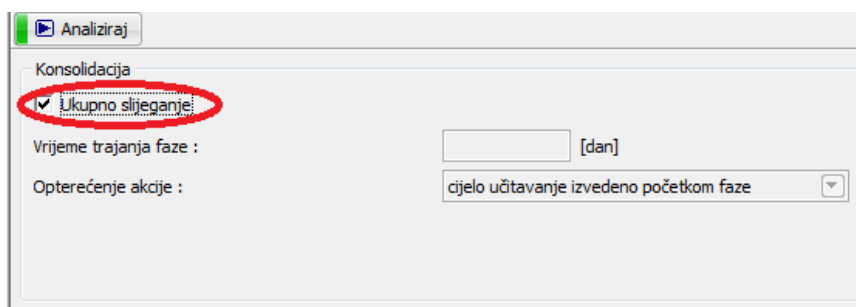 Analiziraj
Konsolidacija
Ukupno slijeganje
Vrijeme trajanja faze : [dan]
Opterećenje akcije : cijelo učitavanje izvedeno početkom faze